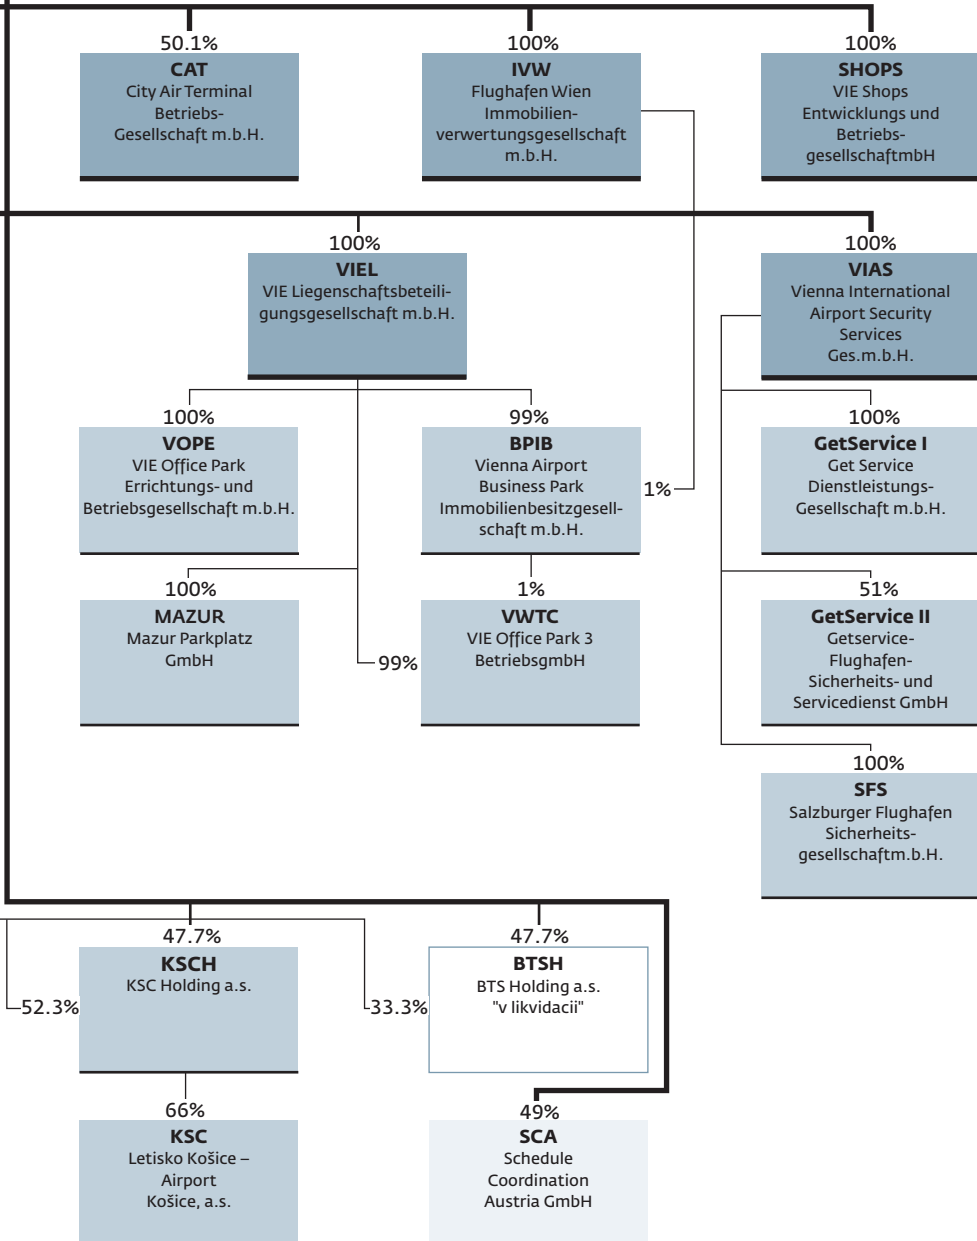 50.1%
CAT
City Air Terminal
Betriebs-
Gesellschaft m.b.H.
100%
IVW
Flughafen Wien
Immobilien-
verwertungsgesellschaft
m.b.H.
100%
SHOPS
VIE Shops
Entwicklungs und
Betriebs-
gesellschaftmbH
100%
VIEL
VIE Liegenschaftsbeteili-
gungsgesellschaft m.b.H.
100%
VIAS
Vienna International
Airport Security
Services
Ges.m.b.H.
100%
VOPE
VIE Office Park
Errichtungs- und
Betriebsgesellschaft m.b.H.
99%
BPIB
Vienna Airport
Business Park
Immobilienbesitzgesell-
schaft m.b.H.
1%
100%
GetService I
Get Service
Dienstleistungs-
Gesellschaft m.b.H.
100%
MAZUR
Mazur Parkplatz
GmbH
99%
1%
VWTC
VIE Office Park 3
BetriebsgmbH
51%
GetService II
Getservice-
Flughafen-
Sicherheits- und
Servicedienst GmbH
100%
SFS
Salzburger Flughafen
Sicherheits-
gesellschaftm.b.H.
52.3%
47.7%
KSCH
KSC Holding a.s.
33.3%
47.7%
BTSH
BTS Holding a.s.
"v likvidacii"
66%
KSC
Letisko Košice –
Airport
Košice, a.s.
49%
SCA
Schedule
Coordination
Austria GmbH